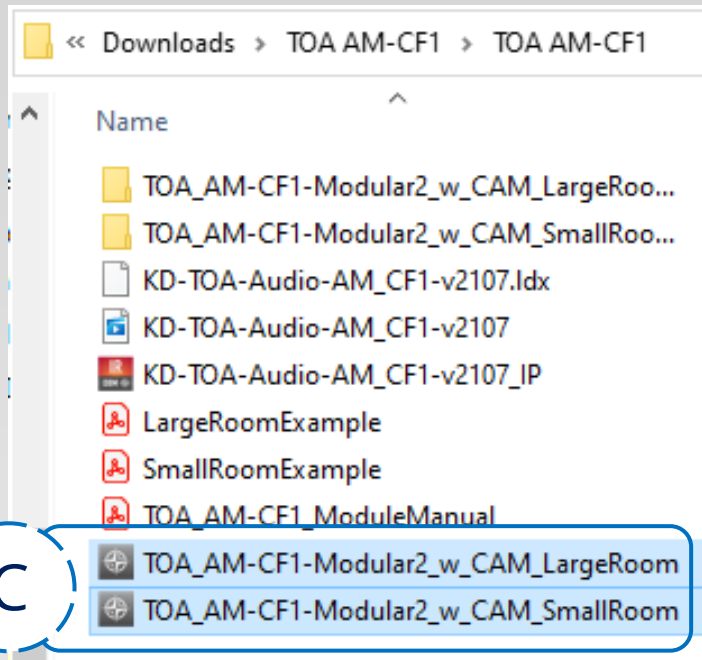 « Downloads > TOA AM-CF1 > TOA AM-CF1
Name
TOA_AM-CF1-Modular2_w_CAM_LargeRoo...
TOA_AM-CF1-Modular2_w_CAM_SmallRoo...
KD-TOA-Audio-AM_CF1-v2107.ldx
KD-TOA-Audio-AM_CF1-v2107
KD-TOA-Audio-AM_CF1-v2107_IP
LargeRoomExample
SmallRoomExample
TOA_AM-CF1_ModuleManual
TOA_AM-CF1-Modular2_w_CAM_LargeRoom
C
TOA_AM-CF1-Modular2_w_CAM_SmallRoom